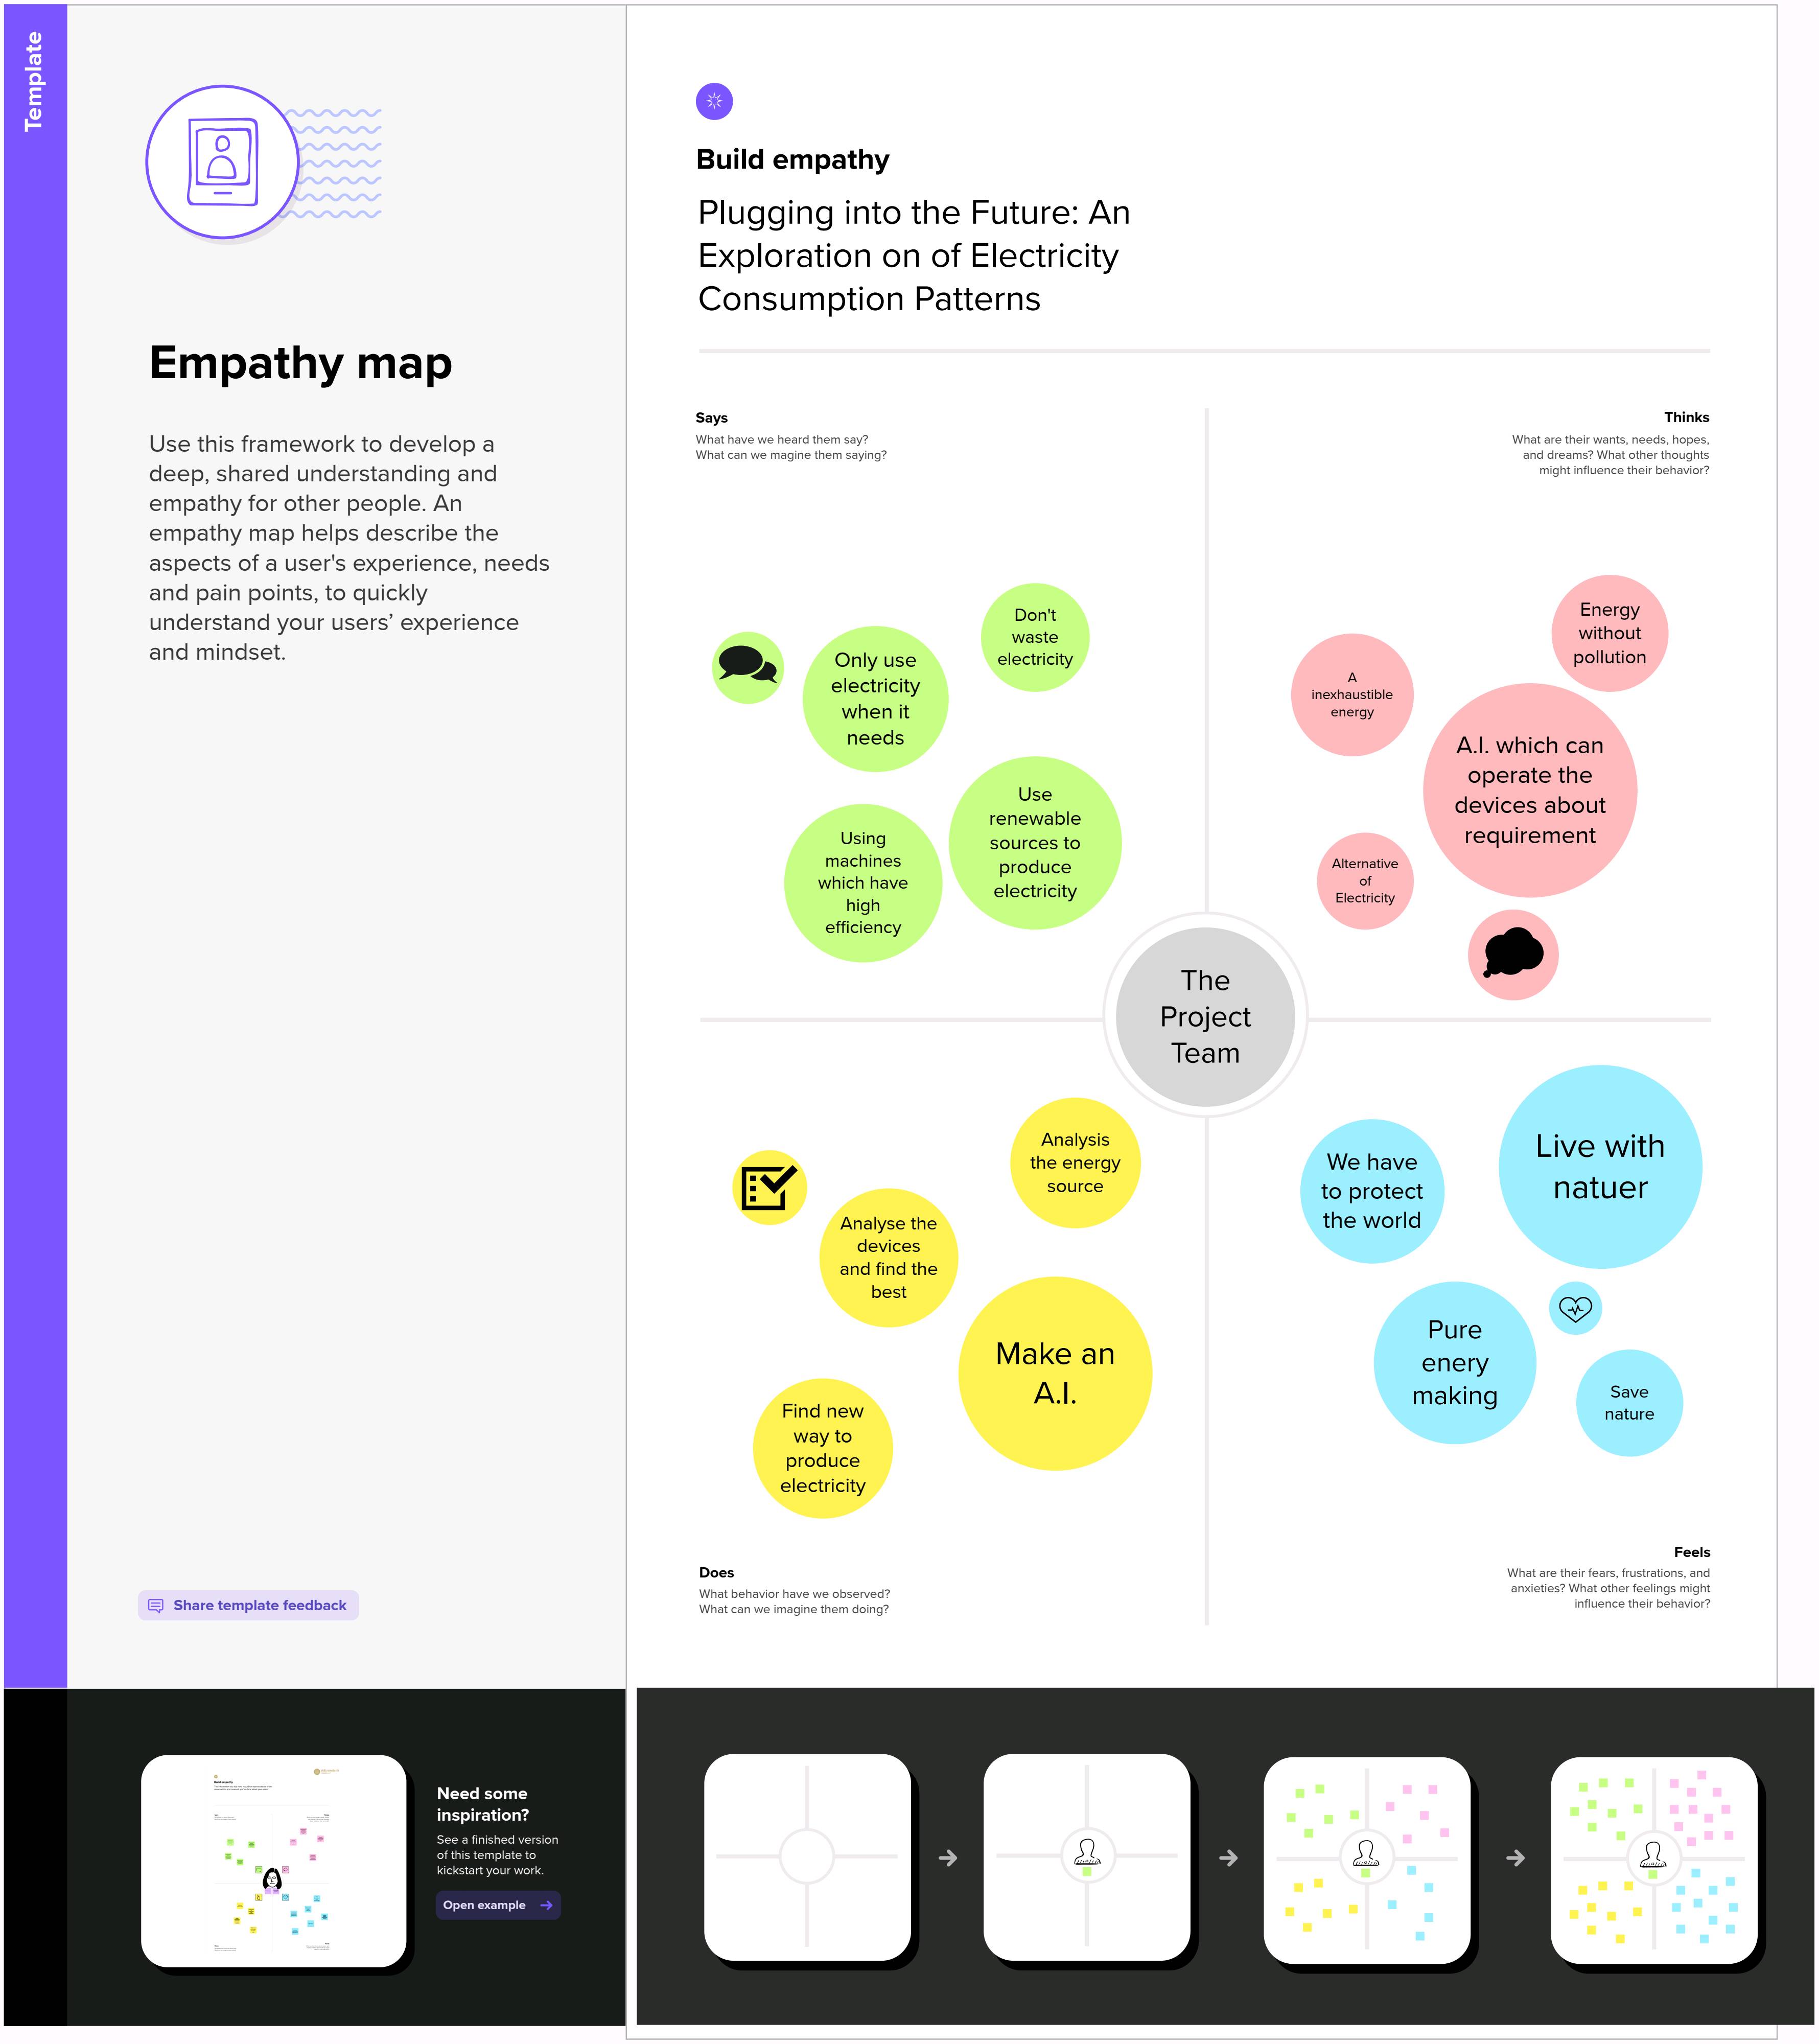 Template
Empathy map
Use this framework to develop a
deep, shared understanding and
empathy for other people. An
empathy map helps describe the
aspects of a user's experience, needs
and pain points, to quickly
understand your users’ experience
and mindset.
Share template feedback
Build empathy
Plugging into the Future: An
Exploration on of Electricity
Consumption Patterns
Says
What have we heard them say?
What can we magine them saying?
Thinks
What are their wants, needs, hopes,
and dreams? What other thoughts
might influence their behavior?
Only use
electricity
when it
needs
Don't
waste
electricity
Using
machines
which have
high
efficiency
Use
renewable
sources to
produce
electricity
A
inexhaustible
energy
Energy
without
pollution
A.I. which can
operate the
devices about
requirement
Alternative
of
Electricity
The
Project
Team
Analysis
the energy
source
Analyse the
devices
and find the
best
Make an
A.I.
Find new
way to
produce
electricity
We have
to protect
the world
Live with
natuer
Pure
enery
making
Save
nature
Does
What behavior have we observed?
What can we imagine them doing?
Feels
What are their fears, frustrations, and
anxieties? What other feelings might
influence their behavior?
Need some
inspiration?
See a finished version
of this template to
kickstart your work.
Open example
Build empathy